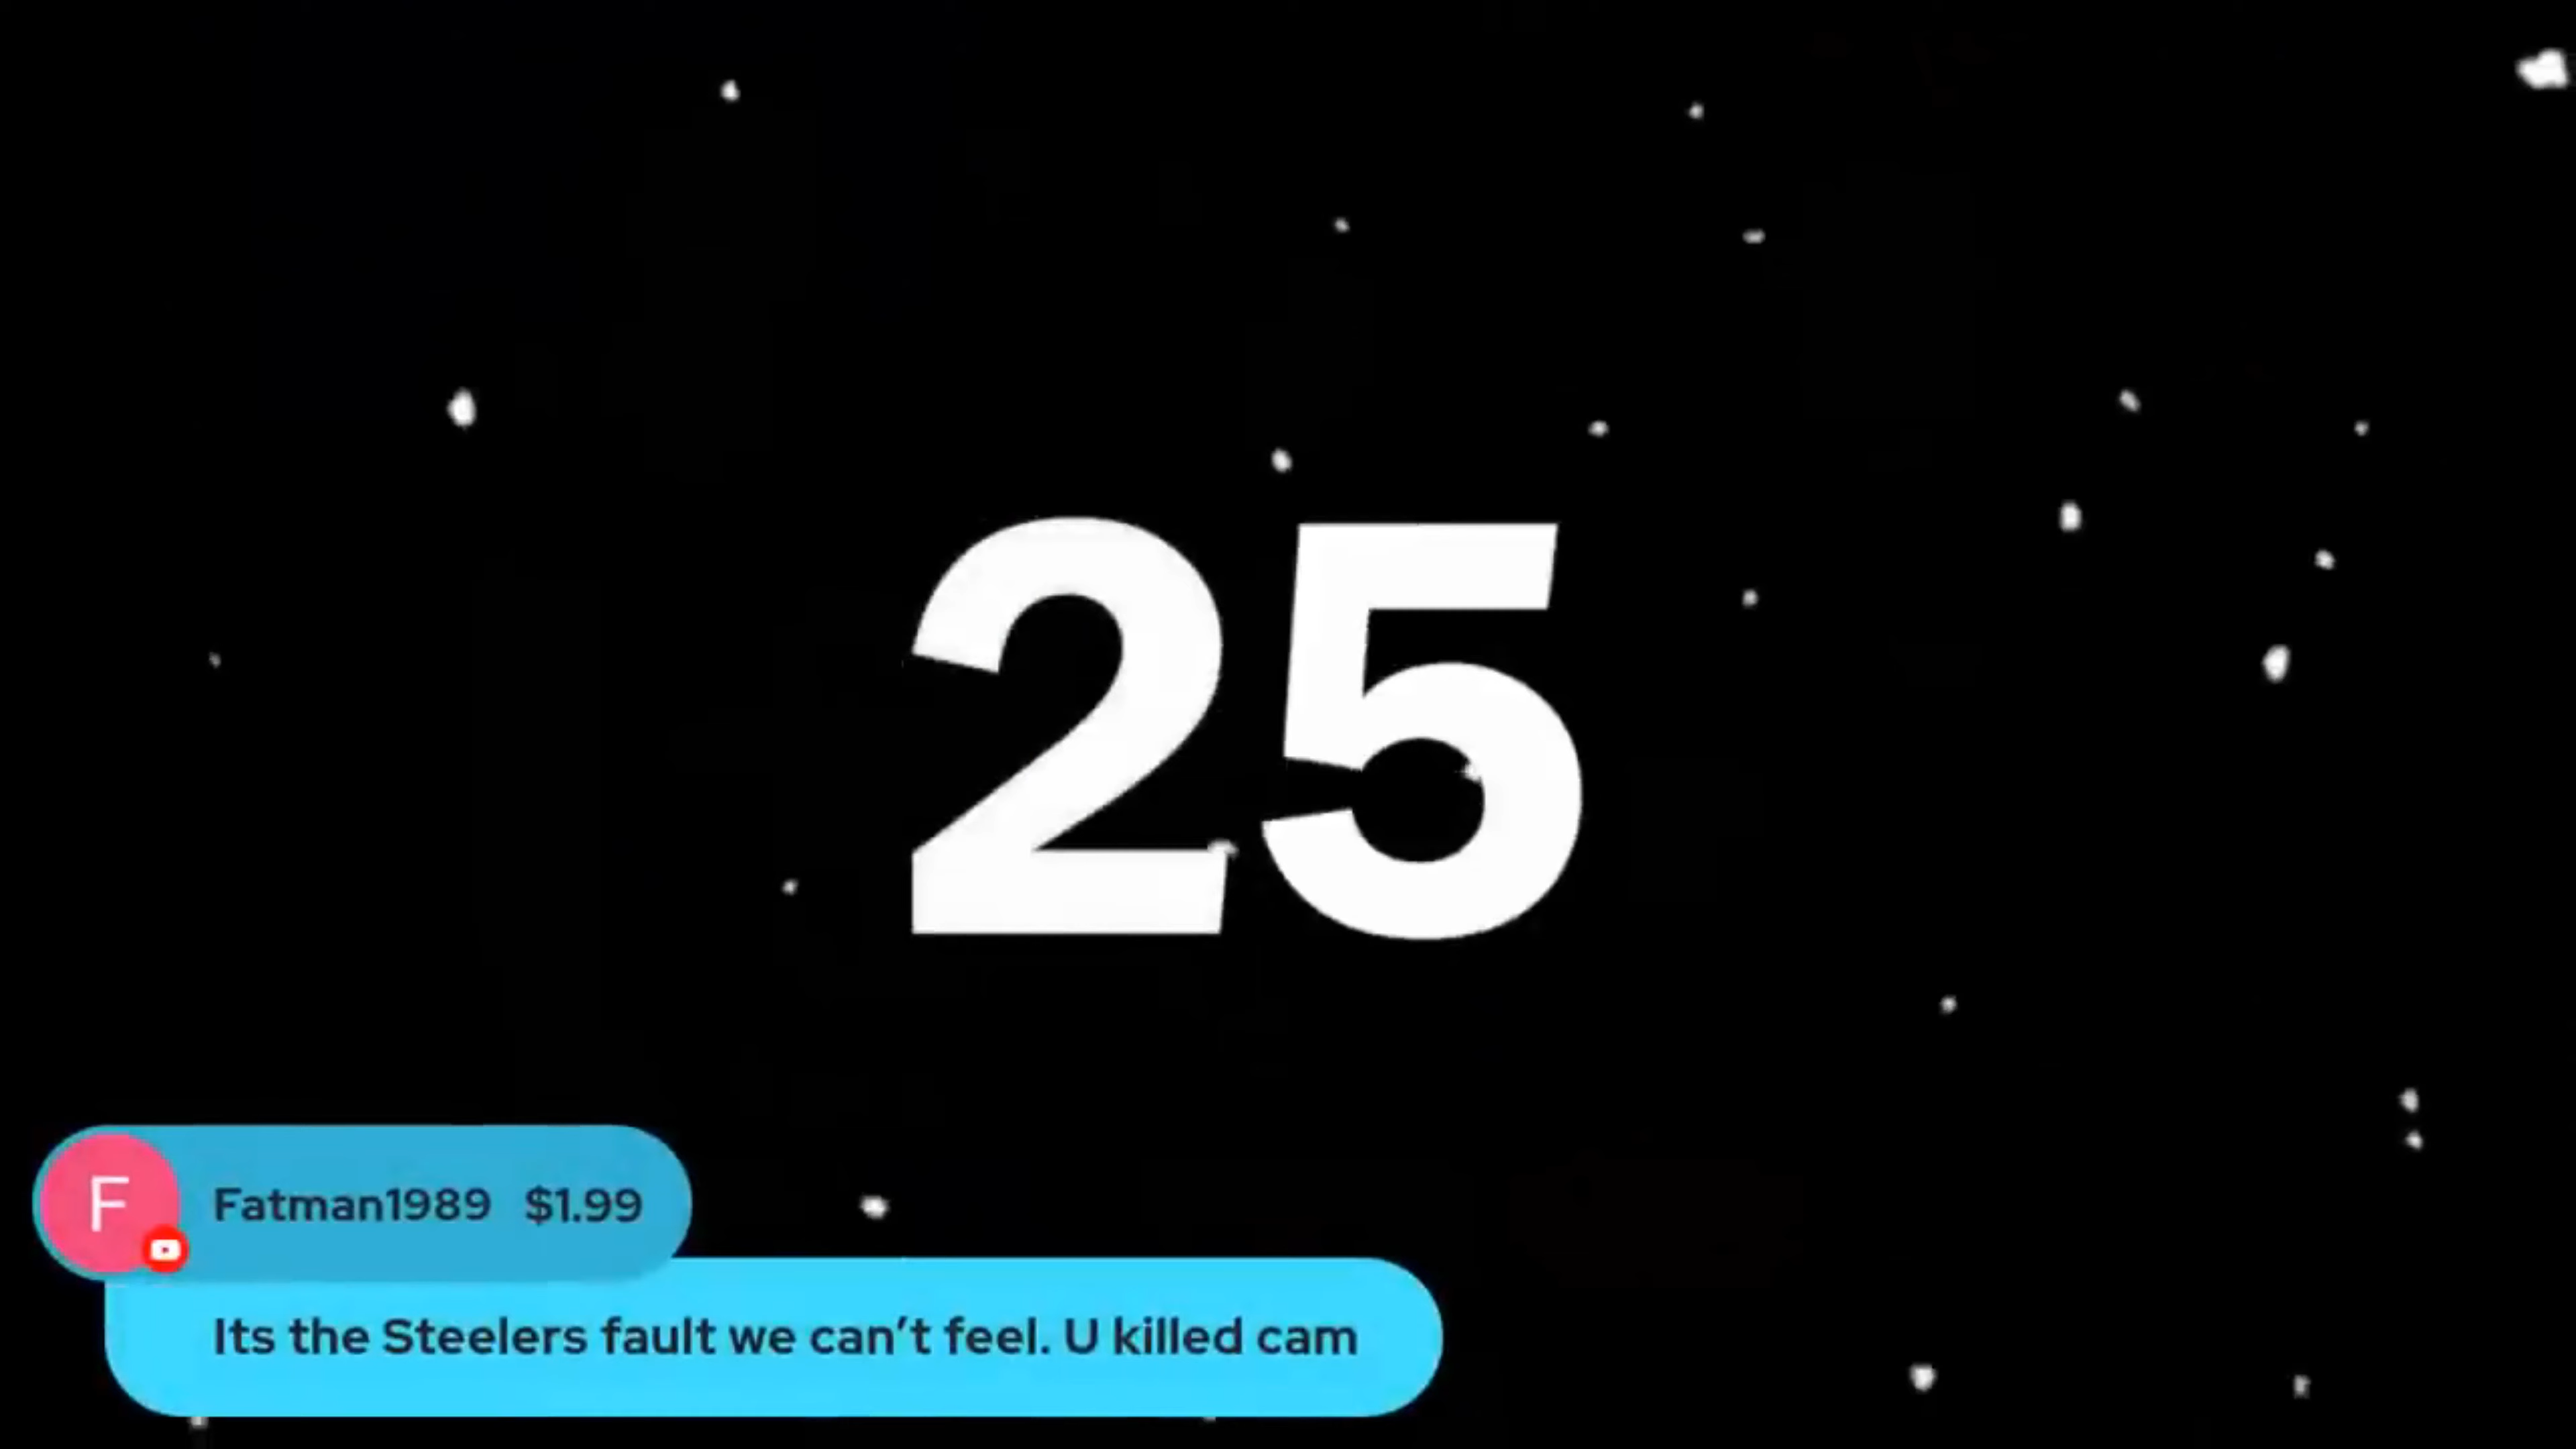 25
F
Fatman1989 $1.99
Its the Steelers fault we can’t feel. U killed cam